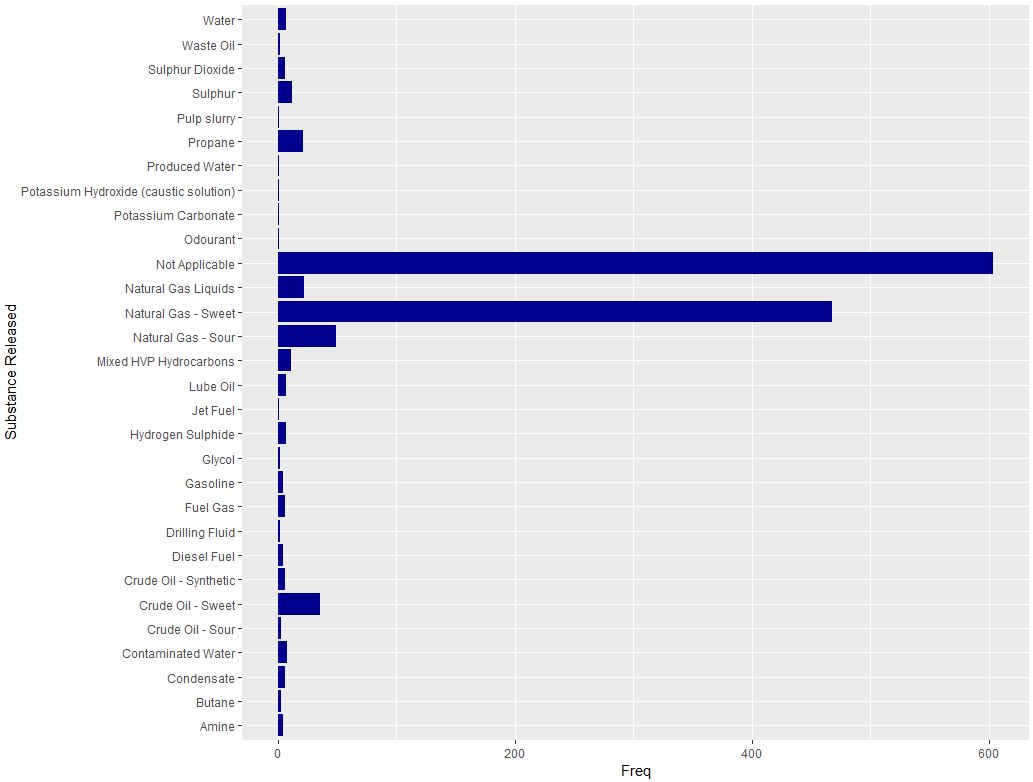 Water
Waste Oil
Sulphur Dioxide
Sulphur
Pulp slurry
Propane
Produced Water
Potassium Hydroxide (caustic solution)
Potassium Carbonate
Odourant
Not Applicable
Natural Gas Liquids
Natural Gas - Sweet
Natural Gas - Sour
Mixed HVP Hydrocarbons
Lube Oil
Jet Fuel
Hydrogen Sulphide
Glycol
Gasoline
Fuel Gas
Drilling Fluid
Diesel Fuel
Crude Oil - Synthetic
Crude Oil - Sweet
Crude Oil - Sour
Contaminated Water
Condensate
Butane
Amine
Substance Released
0 200 400 600
Freq